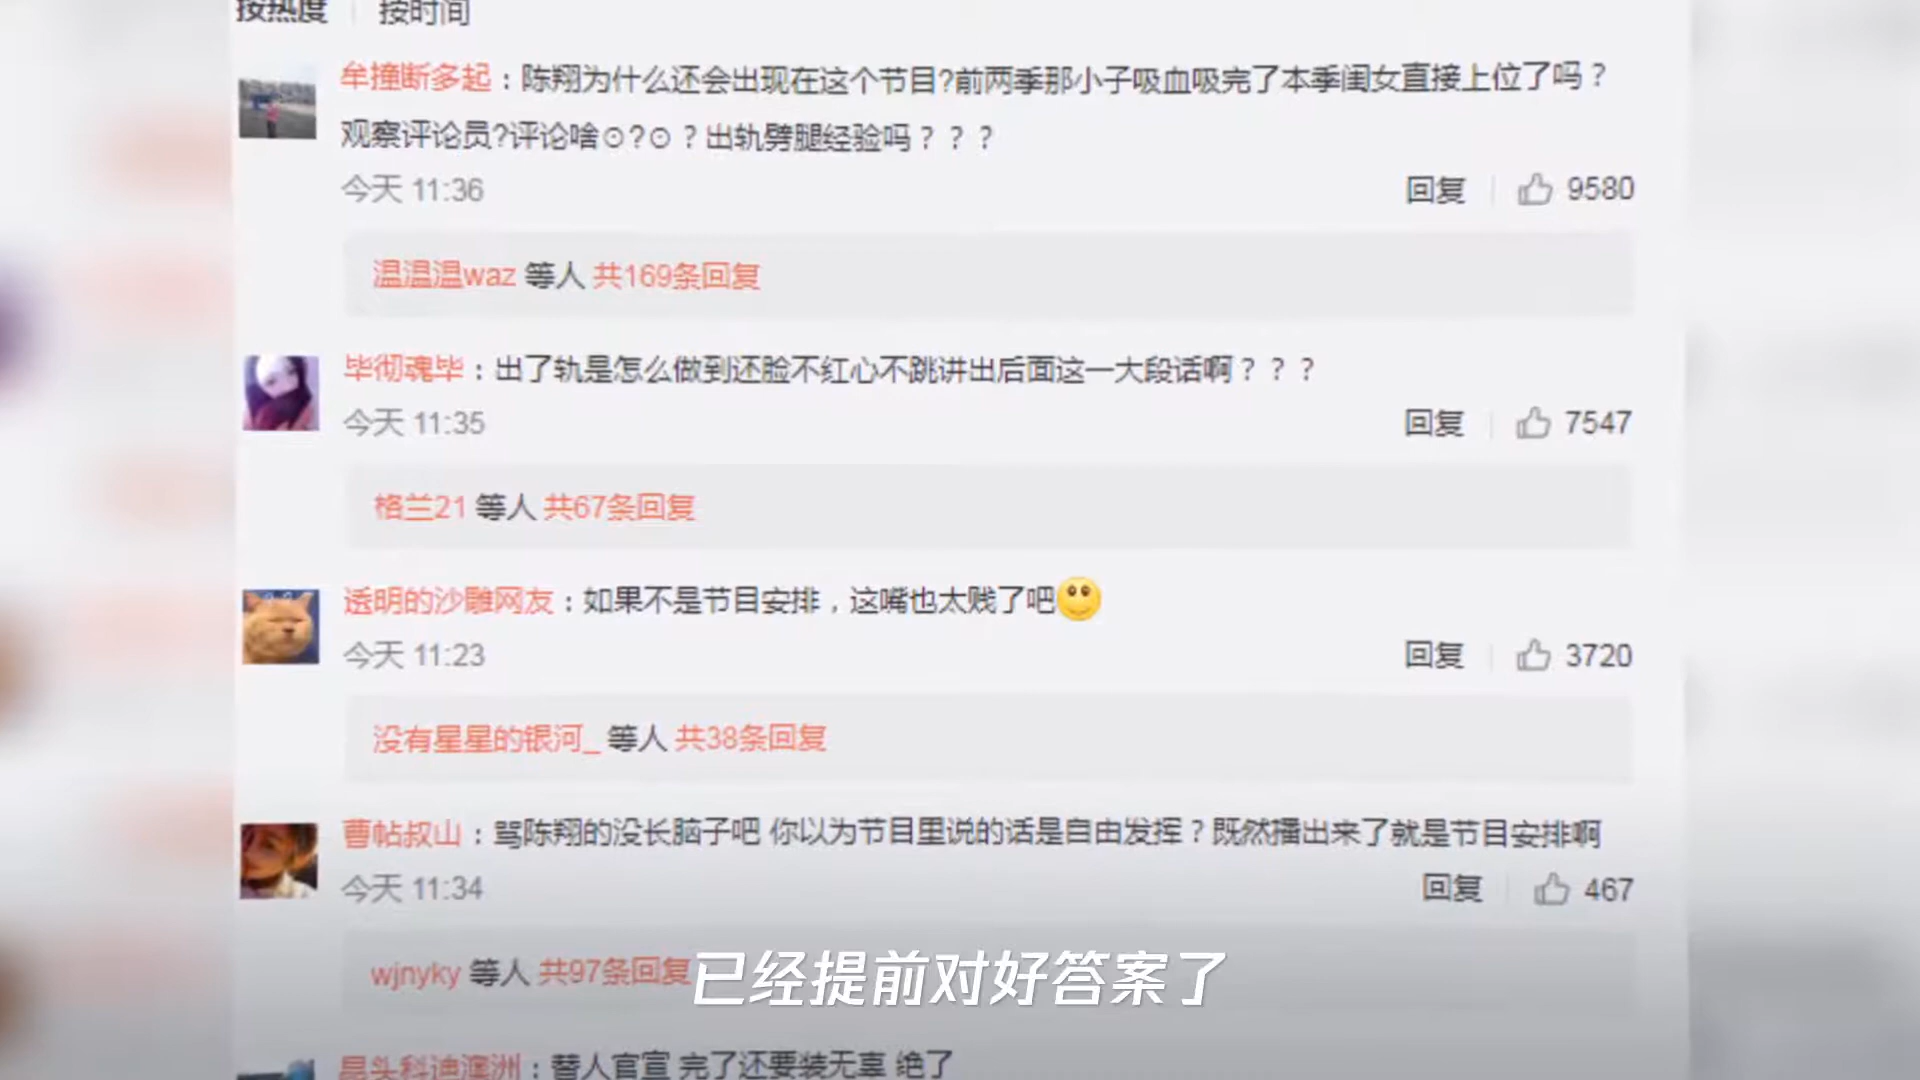 按热度 按时间
牟撞断多起：陈翔为什么还会出现在这个节目?前两季那小子吸血吸完了本季闺女直接上位了吗？
观察评论员?评论啥⊙?⊙？出轨劈腿经验吗？？？
今天 11:36 回复 9580
温温温waz 等人 共169条回复
毕彻魂毕：出了轨是怎么做到还脸不红心不跳讲出后面这一大段话啊？？？
今天 11:35 回复 7547
格兰21 等人 共67条回复
透明的沙雕网友：如果不是节目安排，这嘴也太贱了吧
今天 11:23 回复 3720
没有星星的银河_ 等人 共38条回复
曹帖叔山：骂陈翔的没长脑子吧 你以为节目里说的话是自由发挥？既然播出来了就是节目安排啊
今天 11:34 回复 467
wjnyky 等人 共97条回复
已经提前对好答案了
昆头科迪澳洲：替人官宣 完了还要装无辜 绝了